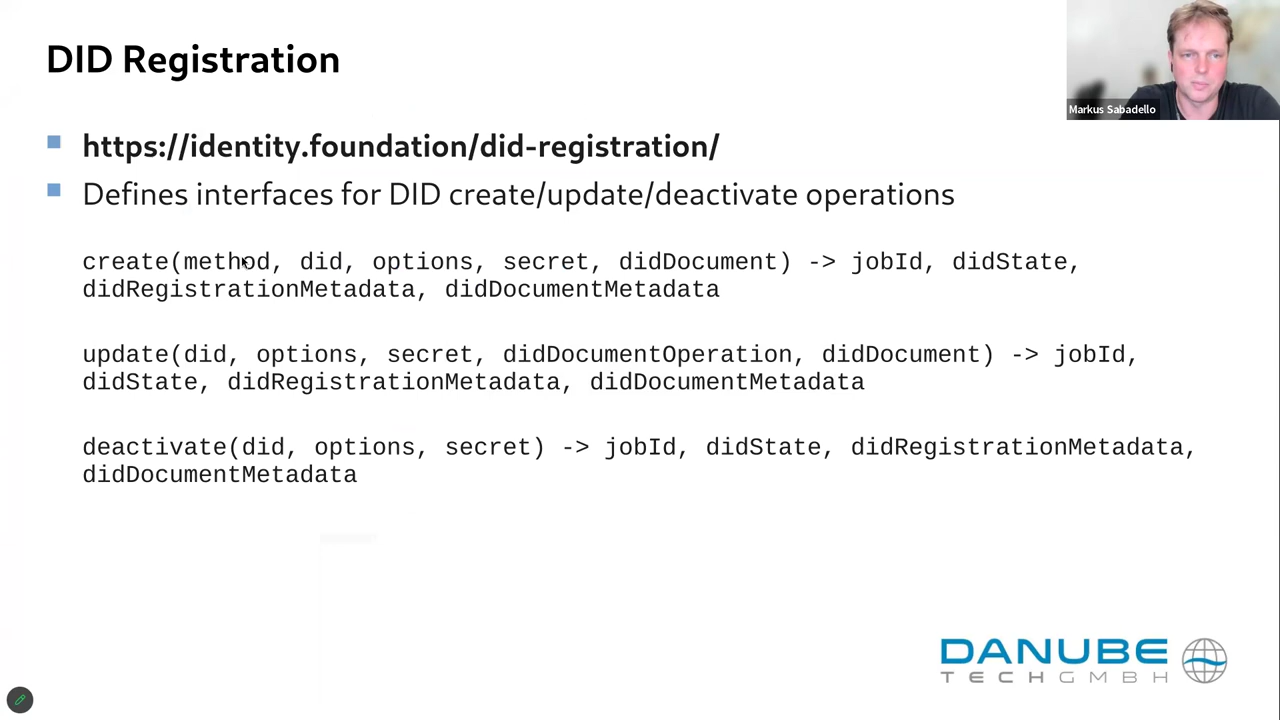 DID Registration
Markus Sabadello
https://identity.foundation/did-registration/
Defines interfaces for DID create/update/deactivate operations
create(method, did, options, secret, didDocument) -> jobId, didState,
didRegistrationMetadata, didDocumentMetadata
update(did, options, secret, didDocumentOperation, didDocument) -> jobId,
didState, didRegistrationMetadata, didDocumentMetadata
deactivate(did, options, secret) -> jobId, didState, didRegistrationMetadata,
didDocumentMetadata
DANUBE
TECH GMBH